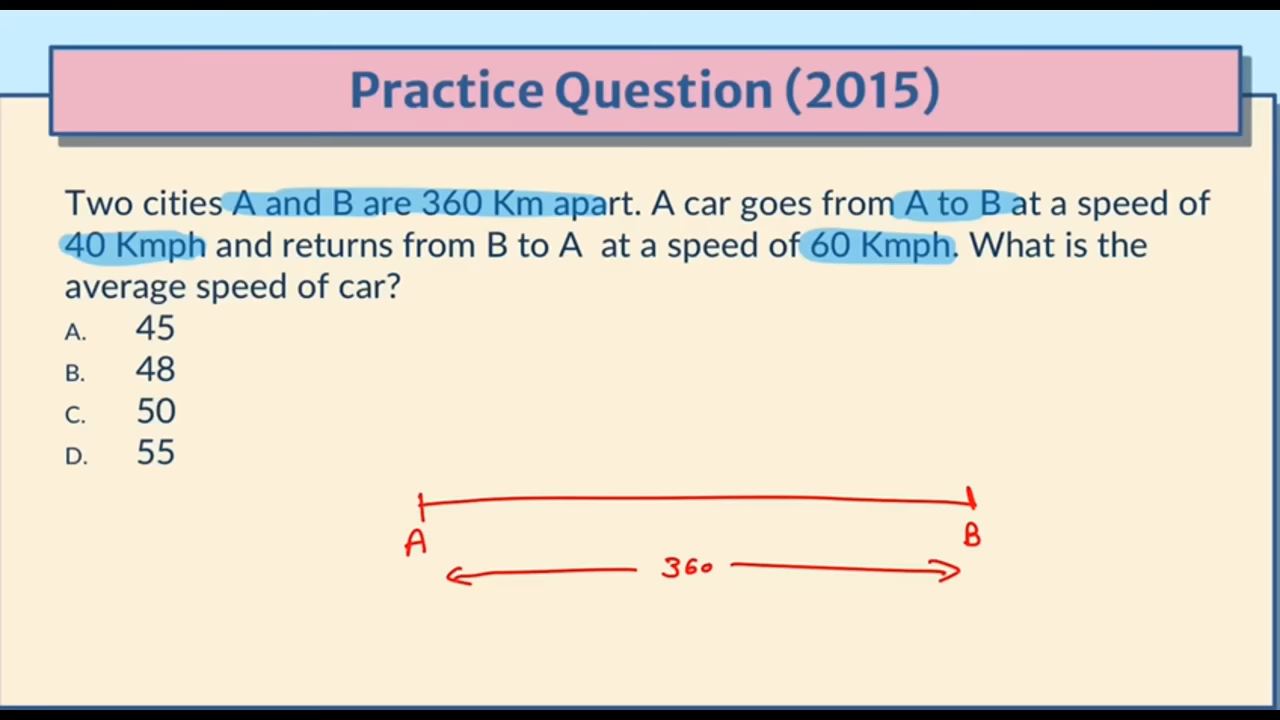 Practice Question (2015)
Two cities A and B are 360 Km apart. A car goes from A to B at a speed of
40 Kmph and returns from B to A at a speed of 60 Kmph. What is the
average speed of car?
A. 45
B. 48
C. 50
D. 55
A B
360